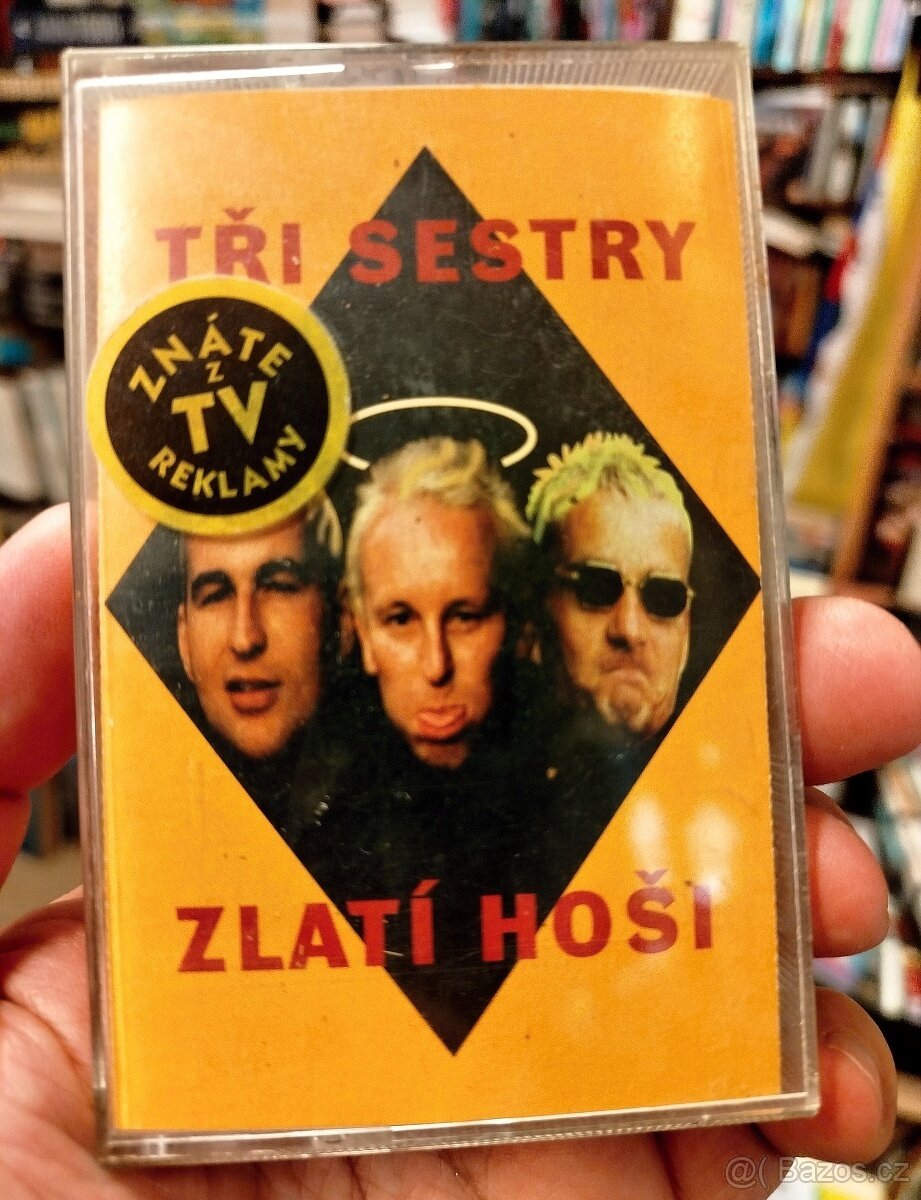 TŘI SESTRY
ZNÁTE
Z
TV
REKLAMY
ZLATÍ HOŠI
@( Bazos.cz